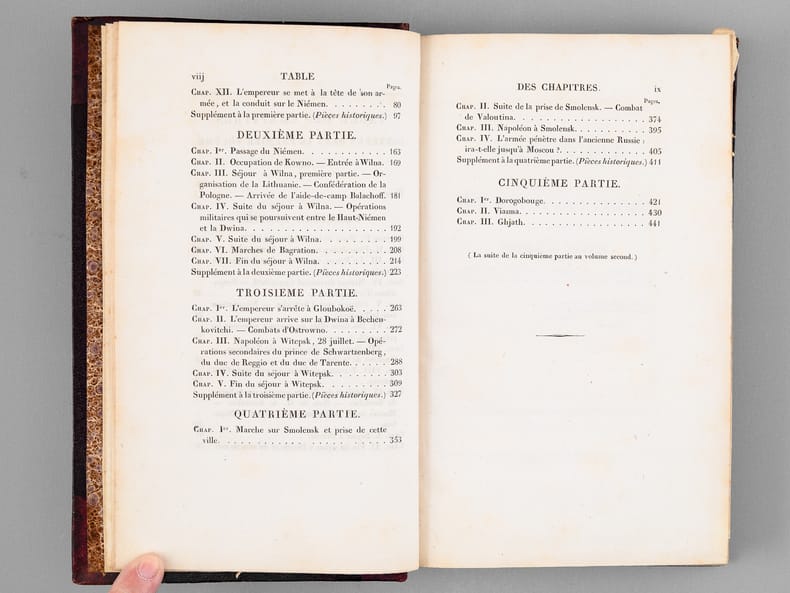 viij TABLE
Pages.
Chap. XII. L'empereur se met à la tête de son ar-
mée, et la conduit sur le Niémen. . . . . . . . 80
Supplément à la première partie. (Pièces historiques.) 97
DEUXIÈME PARTIE.
Chap. Ier. Passage du Niémen. . . . . . . . . . 163
Chap. II. Occupation de Kowno. — Entrée à Wilna. 169
Chap. III. Séjour à Wilna, première partie. — Or-
ganisation de la Lithuanie. — Confédération de la
Pologne. — Arrivée de l'aide-de-camp Balachoff. 181
Chap. IV. Suite du séjour à Wilna. — Opérations
militaires qui se poursuivent entre le Haut-Niémen
et la Dwina. . . . . . . . . . . . . . . . . . 192
Chap. V. Suite du séjour à Wilna. . . . . . . . 199
Chap. VI. Marches de Bagration. . . . . . . . . 208
Chap. VII. Fin du séjour à Wilna. . . . . . . . 214
Supplément à la deuxième partie. (Pièces historiques.) 223
TROISIEME PARTIE.
Chap. Ier. L'empereur s'arrête à Gloubokoë. . . . . 263
Chap. II. L'empereur arrive sur la Dwina à Bechen-
kovitchi. — Combats d'Ostrowno. . . . . . . . . 272
Chap. III. Napoléon à Witepsk, 28 juillet. — Opé-
rations secondaires du prince de Schwartzenberg,
du duc de Reggio et du duc de Tarente. . . . . . 288
Chap. IV. Suite du séjour à Witepsk. . . . . . . . 303
Chap. V. Fin du séjour à Witepsk. . . . . . . . 309
Supplément à la troisième partie. (Pièces historiques.) 327
QUATRIÈME PARTIE.
Chap. Ier. Marche sur Smolensk et prise de cette
ville. . . . . . . . . . . . . . . . . . . . 353
DES CHAPITRES. ix
Pages.
Chap. II. Suite de la prise de Smolensk. — Combat
de Valoutina. . . . . . . . . . . . . . . . . . 374
Chap. III. Napoléon à Smolensk. . . . . . . . . . 395
Chap. IV. L'armée pénètre dans l'ancienne Russie :
ira-t-elle jusqu'à Moscou ? . . . . . . . . . . . 405
Supplément à la quatrième partie. (Pièces historiques.) 411
CINQUIÈME PARTIE.
Chap. Ier. Dorogobouge. . . . . . . . . . . . . . 421
Chap. II. Viasma. . . . . . . . . . . . . . . . . 430
Chap. III. Ghjath. . . . . . . . . . . . . . . . . 441
( La suite de la cinquième partie au volume second. )